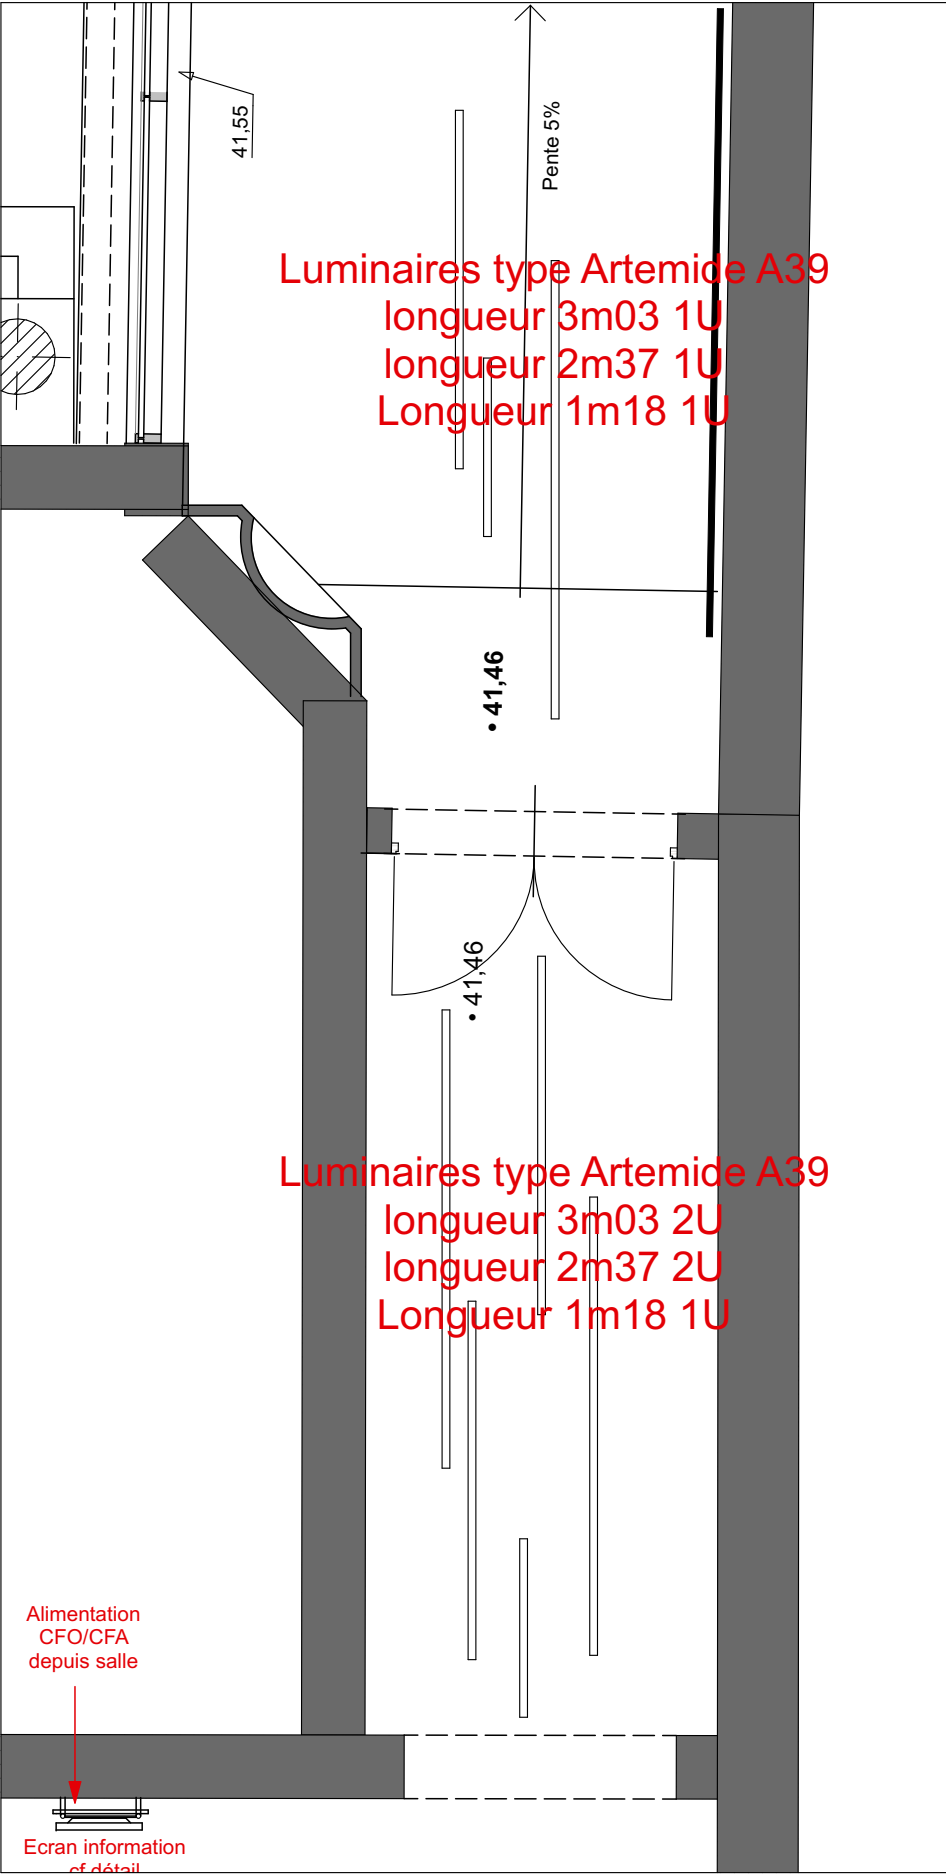 41,55
Pente 5%
Luminaires type Artemide A39
longueur 3m03 1U
longueur 2m37 1U
Longueur 1m18 1U
• 41,46
• 41,46
Luminaires type Artemide A39
longueur 3m03 2U
longueur 2m37 2U
Longueur 1m18 1U
Alimentation
CFO/CFA
depuis salle
Ecran information
cf détail